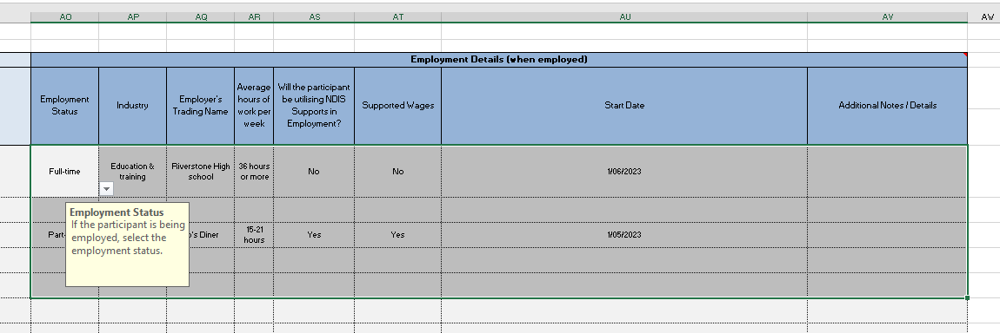 AO AP AQ AR AS AT AU AV AW
Employment Details (when employed)
Employment Status
Industry
Employer's Trading Name
Average hours of work per week
Will the participant be utilising NDIS Supports in Employment?
Supported Wages
Start Date
Additional Notes / Details
Full-time
Education & training
Riverstone High school
36 hours or more
No
No
1/06/2023
Employment Status
If the participant is being
employed, select the
employment status.
Part-
's Diner
15-21 hours
Yes
Yes
1/05/2023